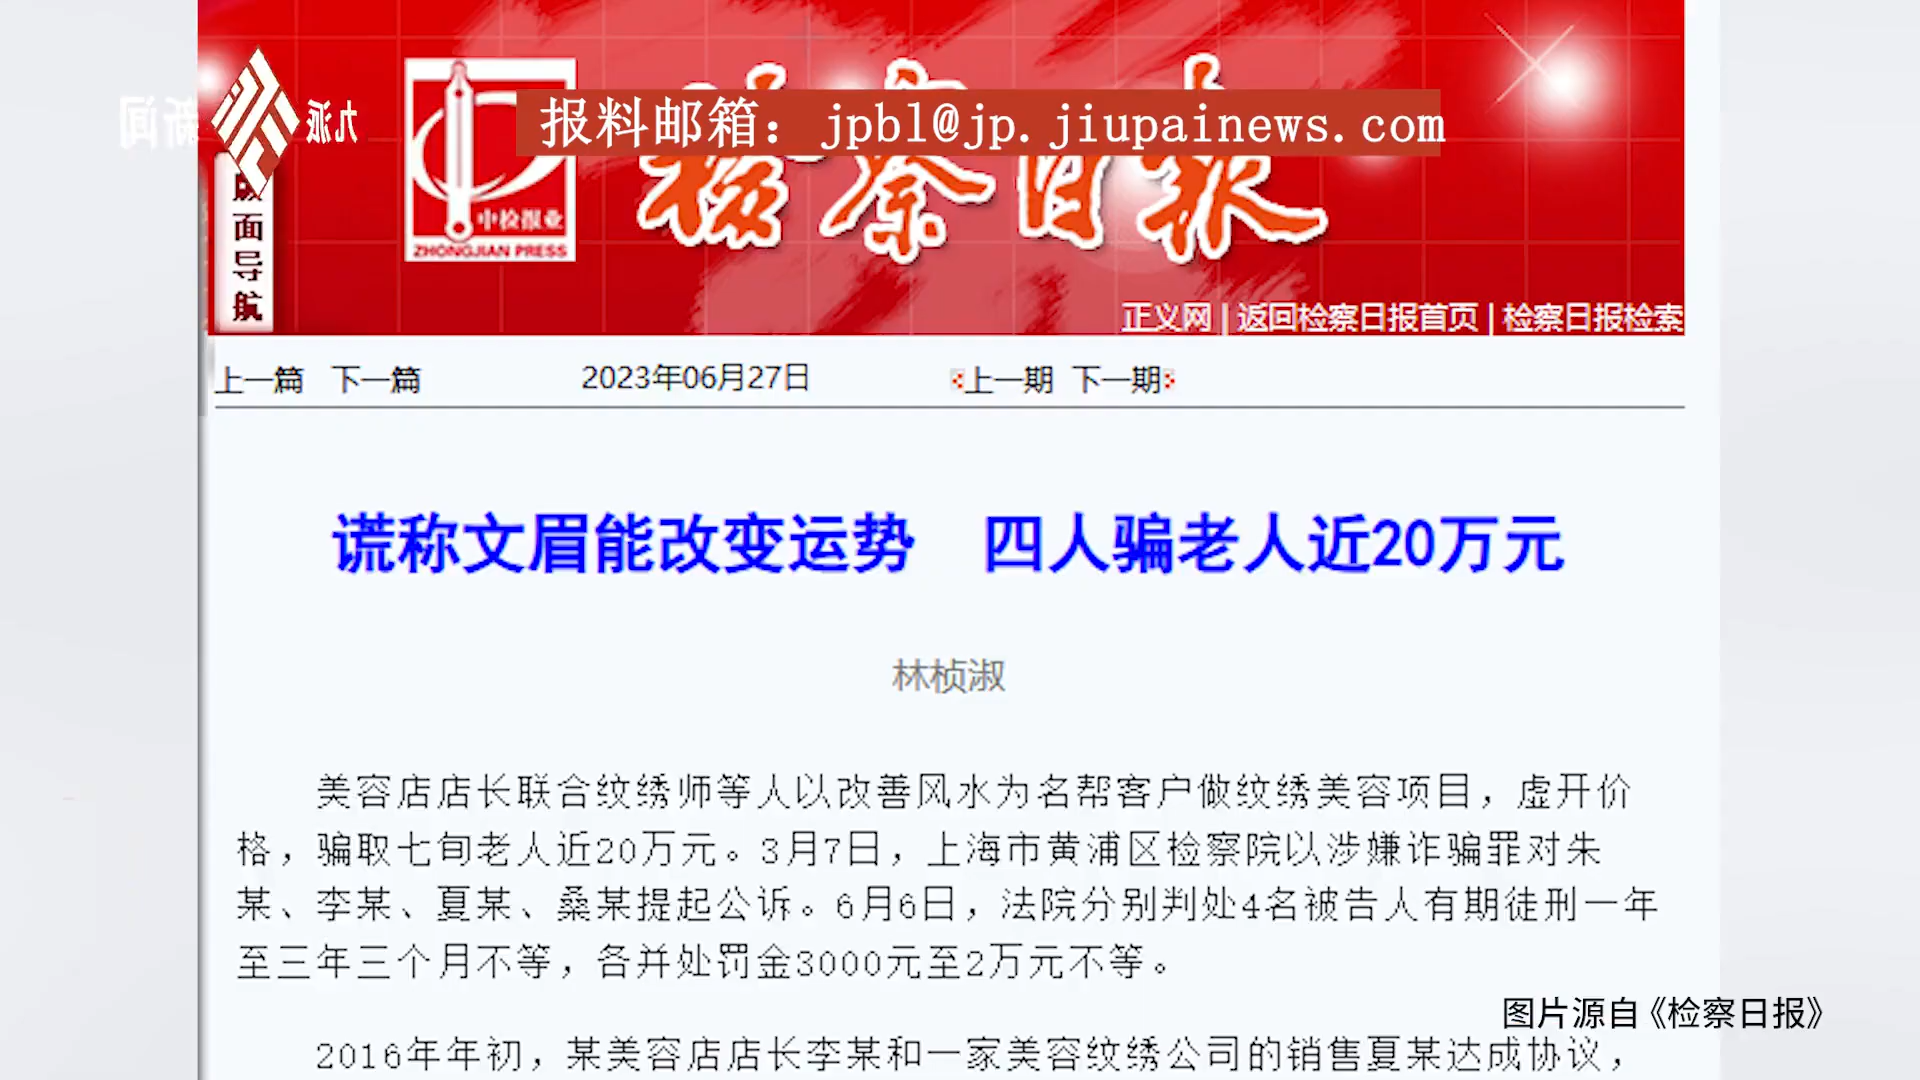 九派
新闻
报料邮箱：jpbl@jp.jiupainews.com
检察日报
中检报业
ZHONGJIAN PRESS
版面导航
正义网 | 返回检察日报首页 | 检察日报检索
上一篇 下一篇 2023年06月27日 上一期 下一期
谎称文眉能改变运势 四人骗老人近20万元
林桢淑
美容店店长联合纹绣师等人以改善风水为名帮客户做纹绣美容项目，虚开价
格，骗取七旬老人近20万元。3月7日，上海市黄浦区检察院以涉嫌诈骗罪对朱
某、李某、夏某、桑某提起公诉。6月6日，法院分别判处4名被告人有期徒刑一年
至三年三个月不等，各并处罚金3000元至2万元不等。
2016年年初，某美容店店长李某和一家美容纹绣公司的销售夏某达成协议，
图片源自《检察日报》